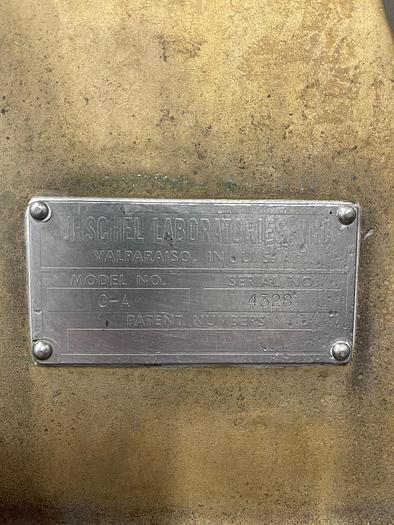 URSCHEL LABORATORIES, INC.
VALPARAISO, IN. U.S.A.
MODEL NO. SERIAL NO.
G-A 4328
PATENT NUMBERS